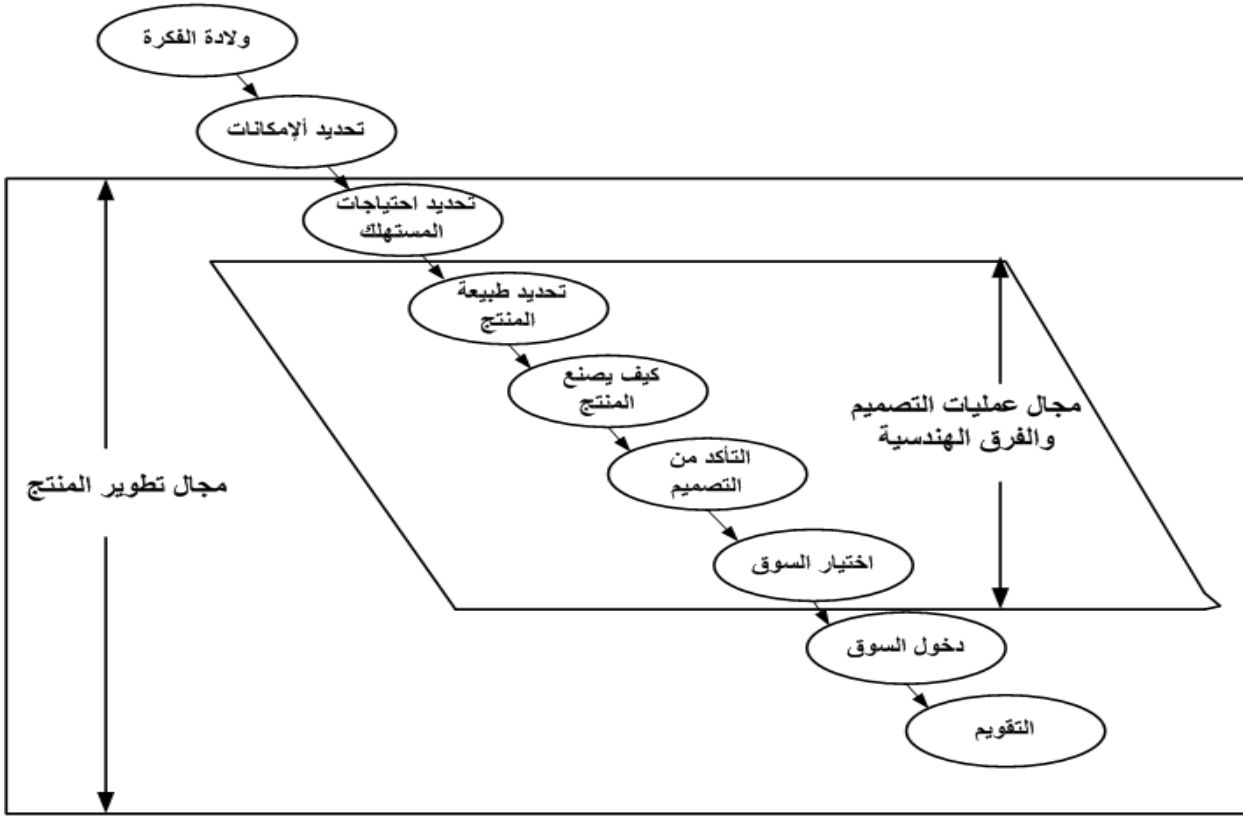 ولادة الفكرة
تحديد ألإمكانات
تحديد احتياجات
المستهلك
تحديد طبيعة
المنتج
كيف يصنع
المنتج
مجال عمليات التصميم
والفرق الهندسية
التأكد من
التصميم
مجال تطوير المنتج
اختيار السوق
دخول السوق
التقويم